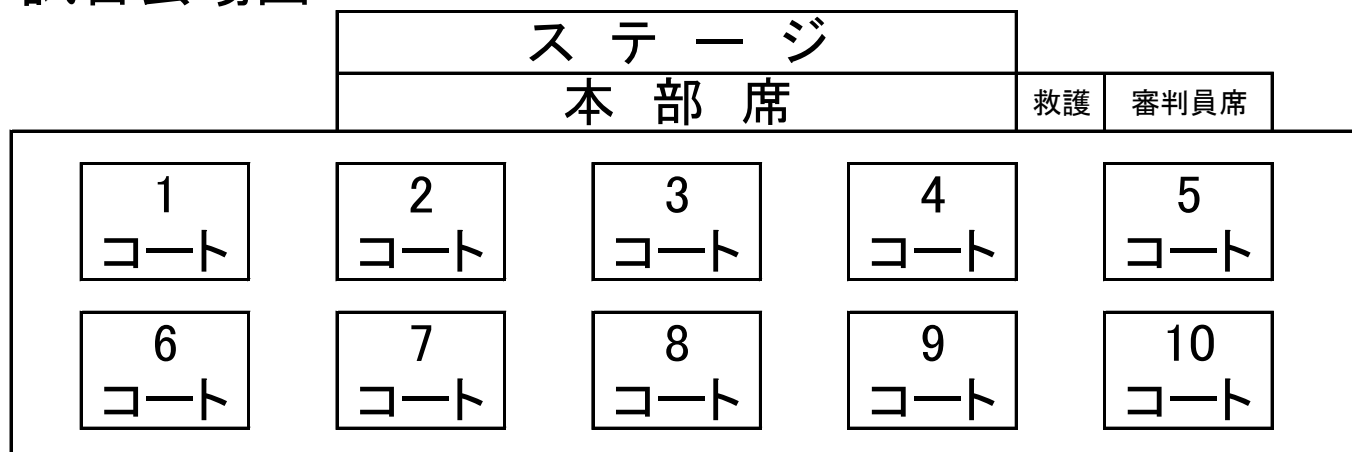 ステージ
本部席 救護 審判員席
1 2 3 4 5
コート コート コート コート コート
6 7 8 9 10
コート コート コート コート コート